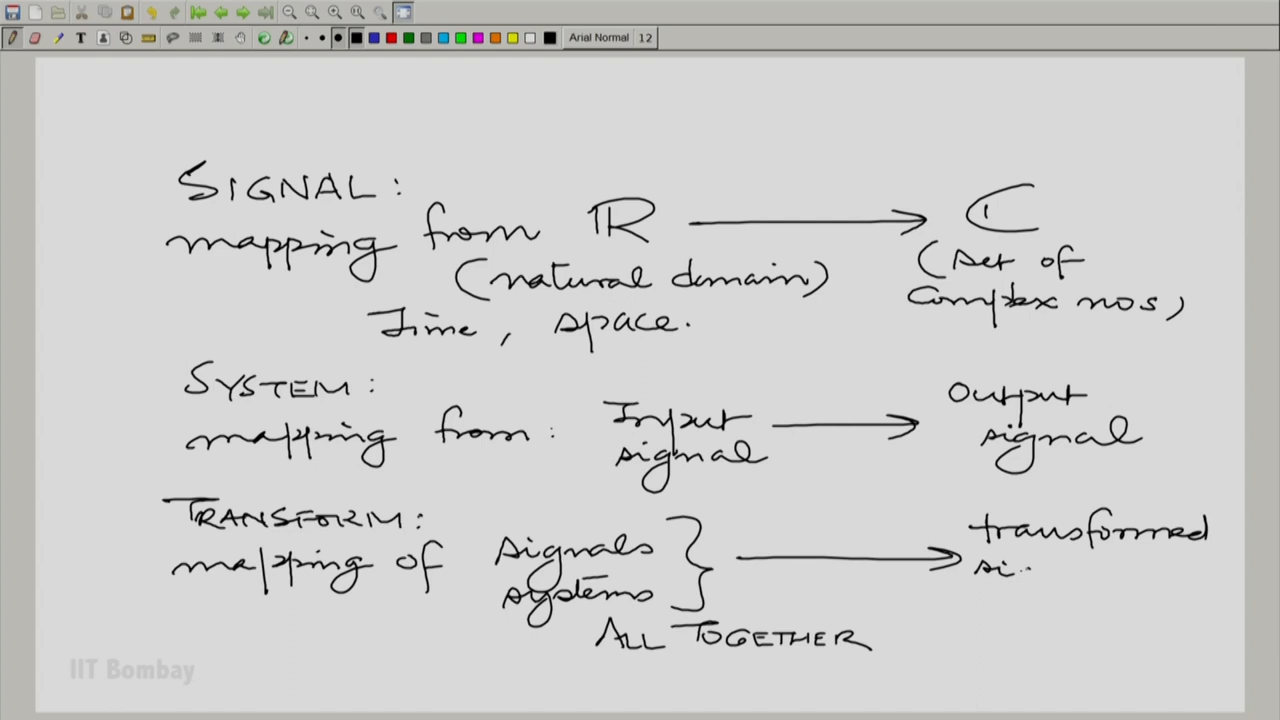 Arial Normal 12
SIGNAL:
mapping from ℝ → ℂ
(natural domain) (set of
Time, space. Complex nos)
SYSTEM:
mapping from: Input signal → Output signal
TRANSFORM:
mapping of signals systems } → transformed si
ALL TOGETHER
IIT Bombay